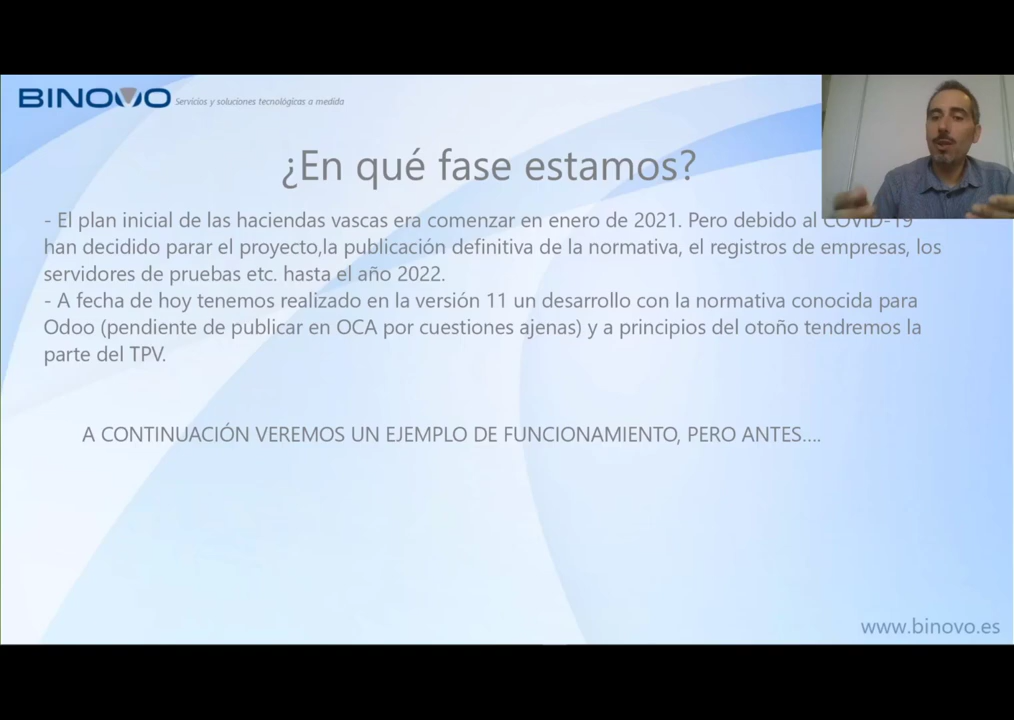 BINOVO Servicios y soluciones tecnológicas a medida
¿En qué fase estamos?
- El plan inicial de las haciendas vascas era comenzar en enero de 2021. Pero debido al COVID-19
han decidido parar el proyecto,la publicación definitiva de la normativa, el registros de empresas, los
servidores de pruebas etc. hasta el año 2022.
- A fecha de hoy tenemos realizado en la versión 11 un desarrollo con la normativa conocida para
Odoo (pendiente de publicar en OCA por cuestiones ajenas) y a principios del otoño tendremos la
parte del TPV.
A CONTINUACIÓN VEREMOS UN EJEMPLO DE FUNCIONAMIENTO, PERO ANTES....
www.binovo.es